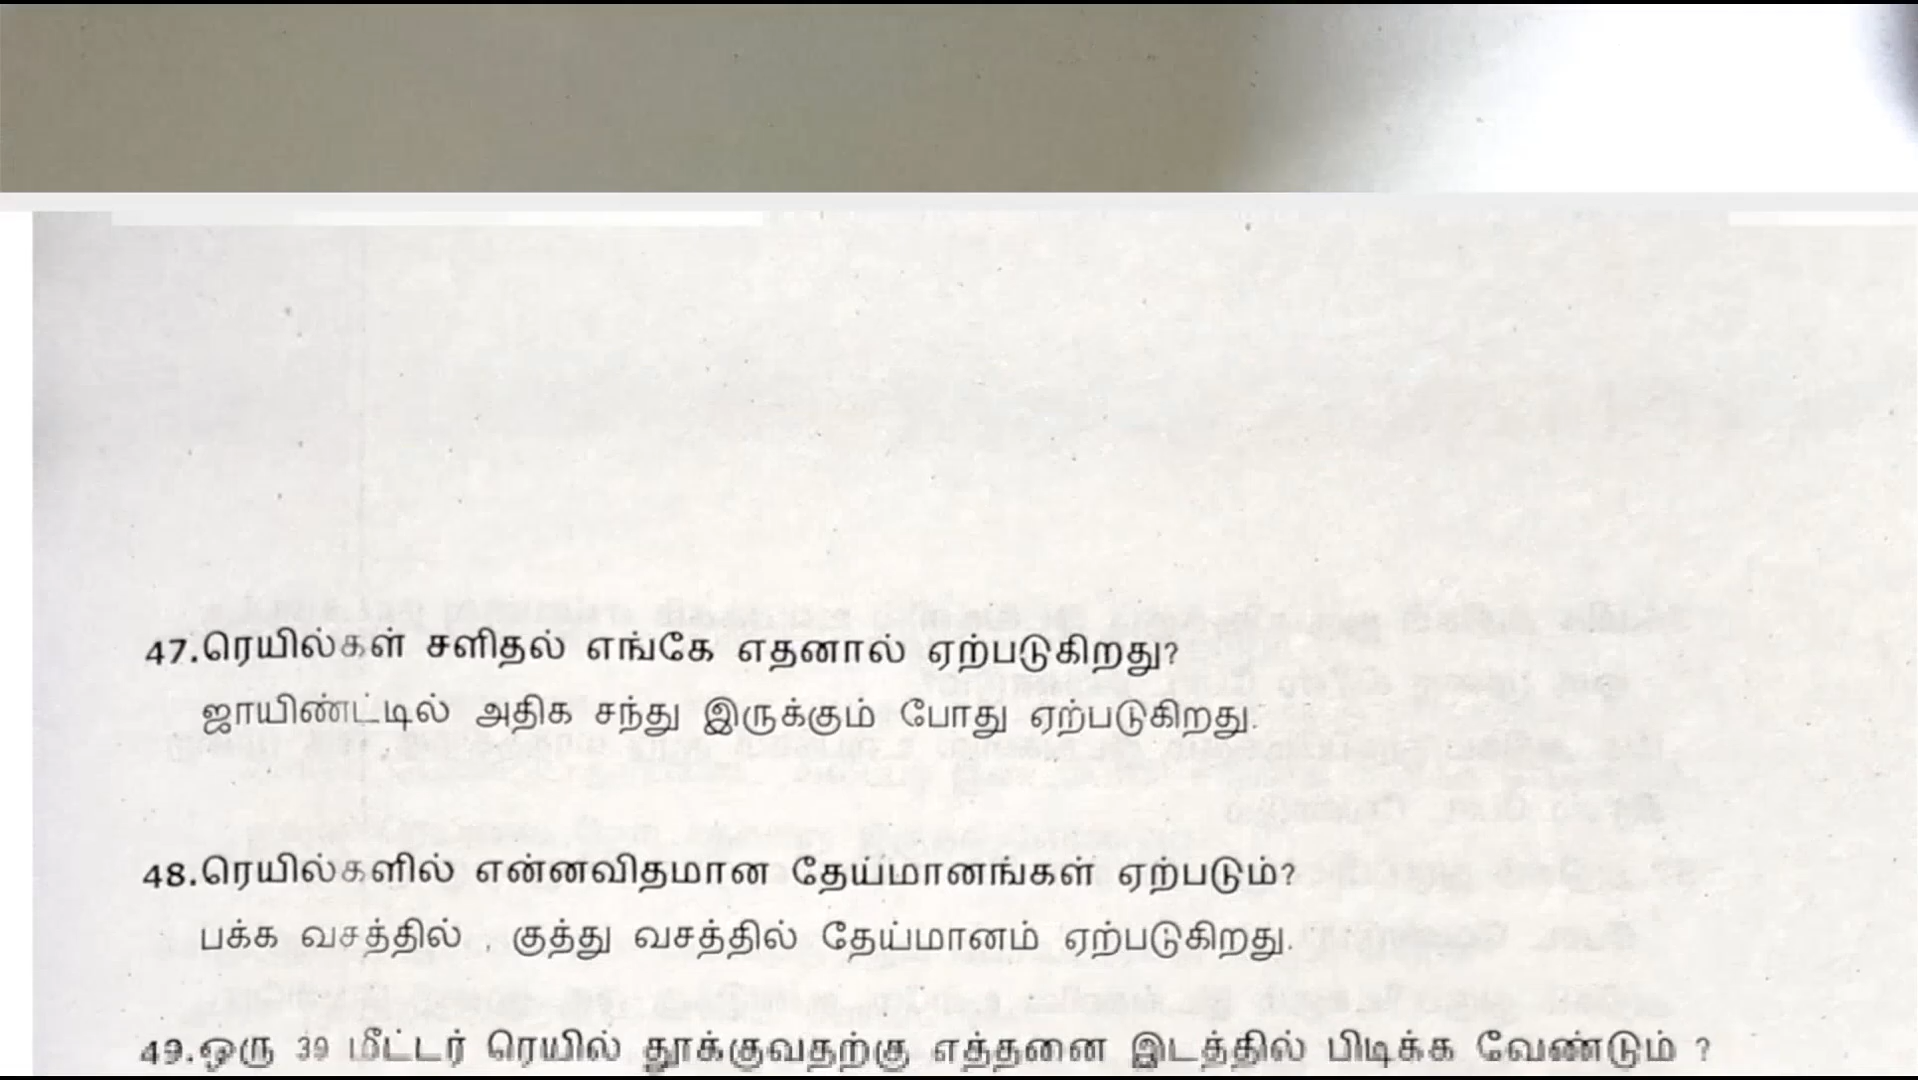 47.ரெயில்கள் சளிதல் எங்கே எதனால் ஏற்படுகிறது?
ஜாயிண்ட்டில் அதிக சந்து இருக்கும் போது ஏற்படுகிறது.
48.ரெயில்களில் என்னவிதமான தேய்மானங்கள் ஏற்படும்?
பக்க வசத்தில் , குத்து வசத்தில் தேய்மானம் ஏற்படுகிறது.
49.ஒரு 39 மீட்டர் ரெயில் தூக்குவதற்கு எத்தனை இடத்தில் பிடிக்க வேண்டும் ?